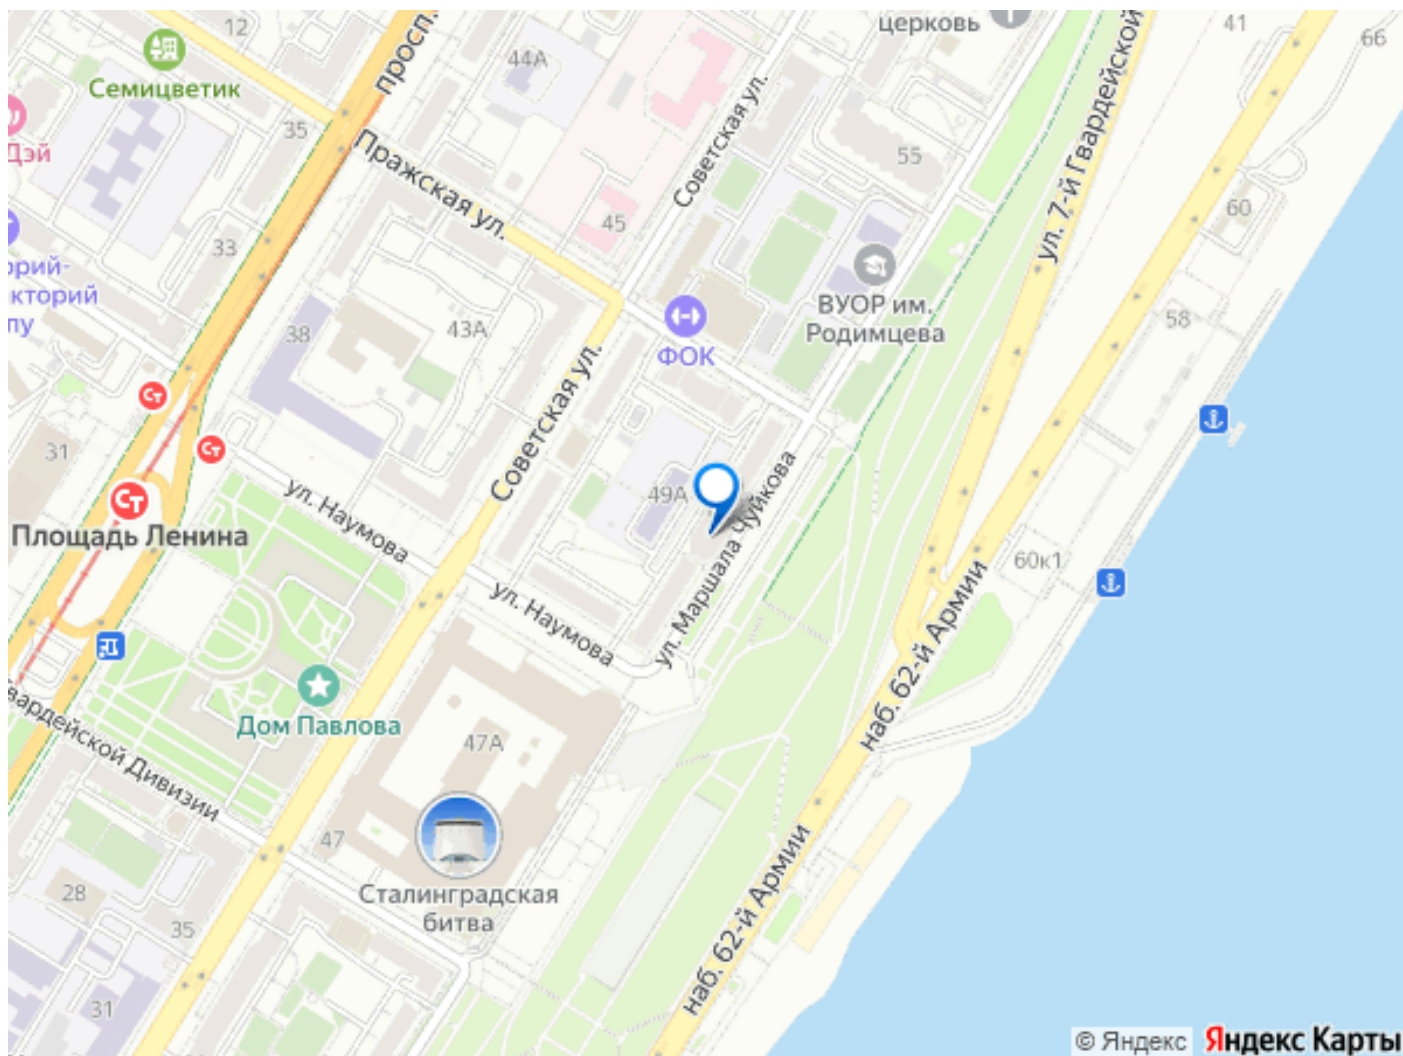 церковь
41
66
12
просп.
44А
Семицветик
35
Дэй
Пражская ул.
Советская ул.
55
ул. 7-й Гвардейской
60
45
33
38
43А
ФОК
ВУОР им.
Родимцева
58
орий-
кторий
лу
31
Советская ул.
49А
ул. Маршала Чуйкова
ул. Наумова
Площадь Ленина
ул. Наумова
60к1
наб. 62-й Армии
Дом Павлова
47А
вардейской Дивизии
47
Сталинградская
битва
наб. 62-й Армии
28
35
31
© Яндекс Яндекс Карты